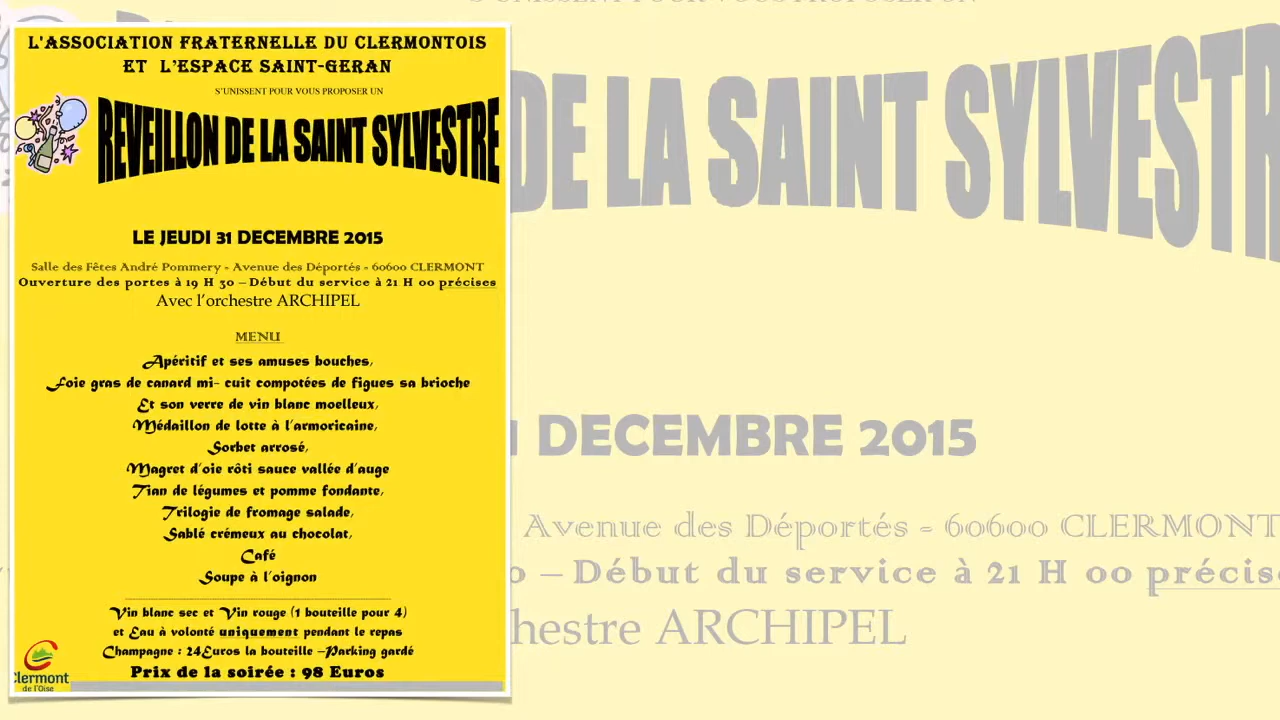 L'ASSOCIATION FRATERNELLE DU CLERMONTOIS
ET L'ESPACE SAINT-GERAN
S'UNISSENT POUR VOUS PROPOSER UN
REVEILLON DE LA SAINT SYLVESTRE
LE JEUDI 31 DECEMBRE 2015
Salle des Fêtes André Pommery - Avenue des Déportés - 60600 CLERMONT
Ouverture des portes à 19 H 30 – Début du service à 21 H 00 précises
Avec l'orchestre ARCHIPEL
MENU
Apéritif et ses amuses bouches,
Foie gras de canard mi- cuit compotées de figues sa brioche
Et son verre de vin blanc moelleux,
Médaillon de lotte à l'armoricaine,
Sorbet arrosé,
Magret d'oie rôti sauce vallée d'auge
Tian de légumes et pomme fondante,
Trilogie de fromage salade,
Sablé crémeux au chocolat,
Café
Soupe à l'oignon
Vin blanc sec et Vin rouge (1 bouteille pour 4)
et Eau à volonté uniquement pendant le repas
Champagne : 24Euros la bouteille –Parking gardé
Prix de la soirée : 98 Euros
Clermont
de l'Oise
DE LA SAINT SYLVESTR
DECEMBRE 2015
Avenue des Déportés - 60600 CLERMONT
– Début du service à 21 H 00 précise
hestre ARCHIPEL